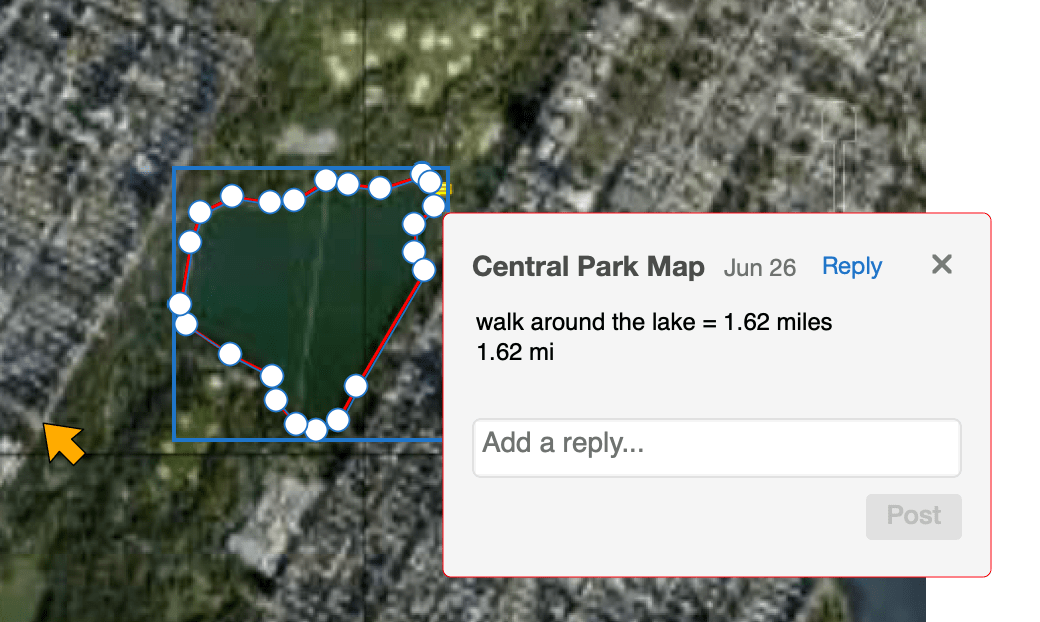 Central Park Map Jun 26 Reply
walk around the lake = 1.62 miles
1.62 mi
Add a reply...
Post